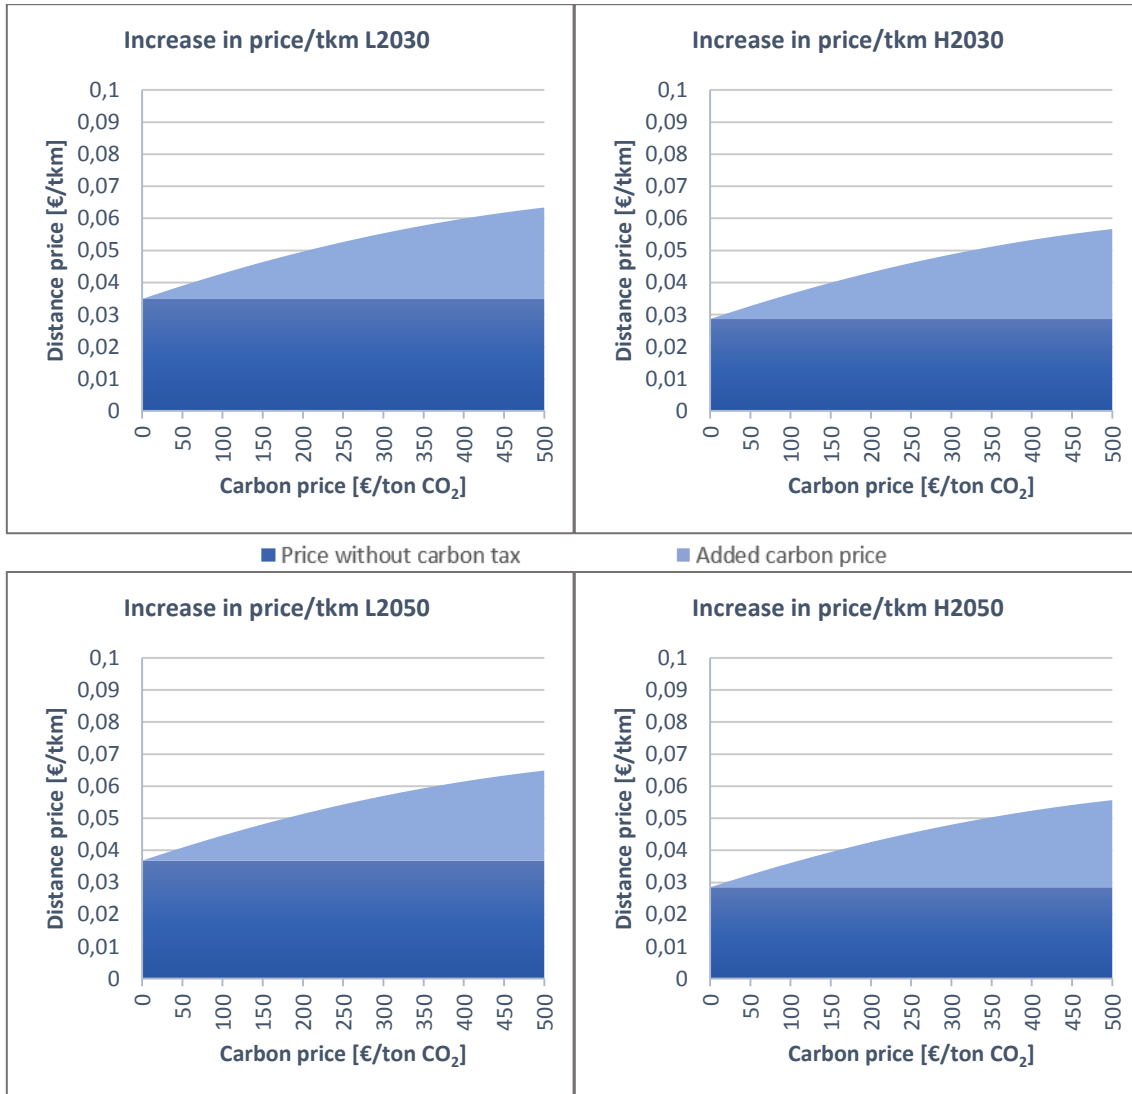 Increase in price/tkm L2030
0,1
0,09
0,08
0,07
0,06
0,05
0,04
0,03
0,02
0,01
0
Distance price [€/tkm]
0 50 100 150 200 250 300 350 400 450 500
Carbon price [€/ton CO₂]
Increase in price/tkm H2030
0,1
0,09
0,08
0,07
0,06
0,05
0,04
0,03
0,02
0,01
0
Distance price [€/tkm]
0 50 100 150 200 250 300 350 400 450 500
Carbon price [€/ton CO₂]
Price without carbon tax
Added carbon price
Increase in price/tkm L2050
0,1
0,09
0,08
0,07
0,06
0,05
0,04
0,03
0,02
0,01
0
Distance price [€/tkm]
0 50 100 150 200 250 300 350 400 450 500
Carbon price [€/ton CO₂]
Increase in price/tkm H2050
0,1
0,09
0,08
0,07
0,06
0,05
0,04
0,03
0,02
0,01
0
Distance price [€/tkm]
0 50 100 150 200 250 300 350 400 450 500
Carbon price [€/ton CO₂]